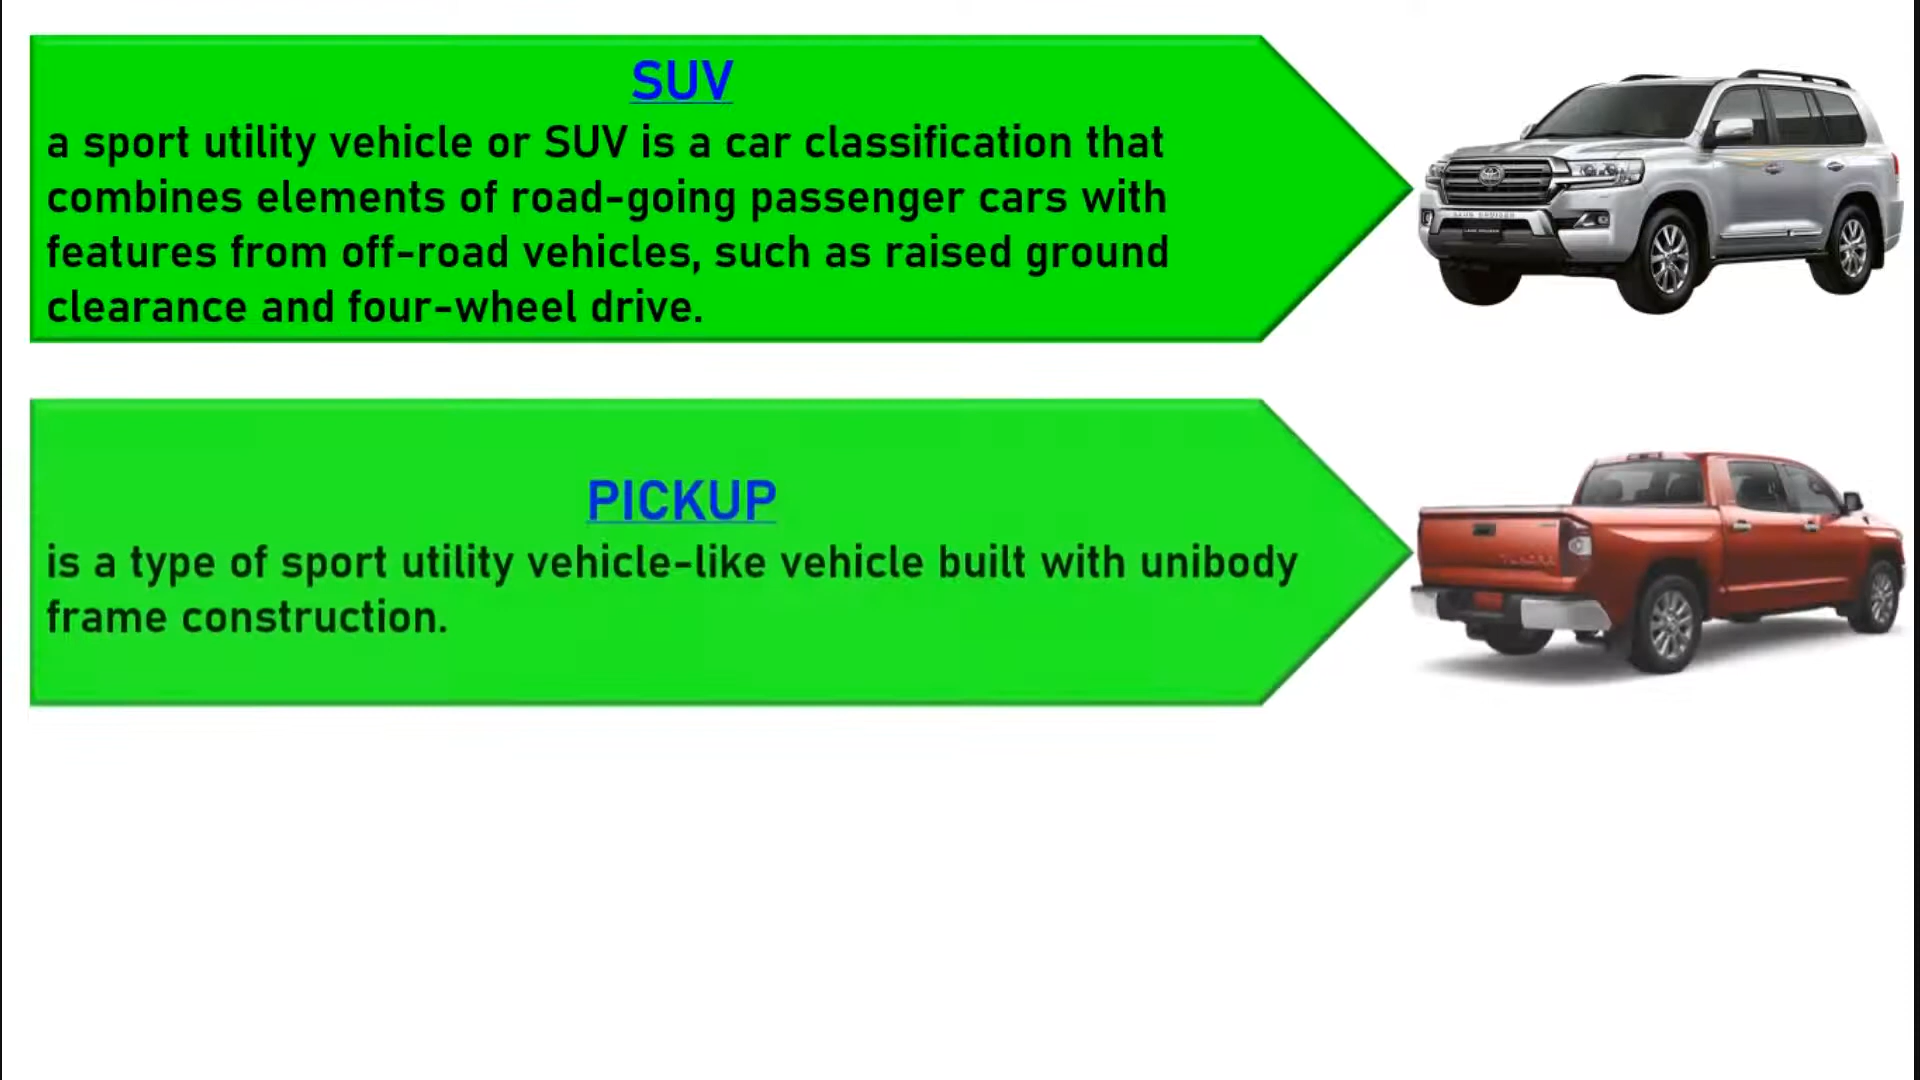 SUV
a sport utility vehicle or SUV is a car classification that
combines elements of road-going passenger cars with
features from off-road vehicles, such as raised ground
clearance and four-wheel drive.
PICKUP
is a type of sport utility vehicle-like vehicle built with unibody
frame construction.